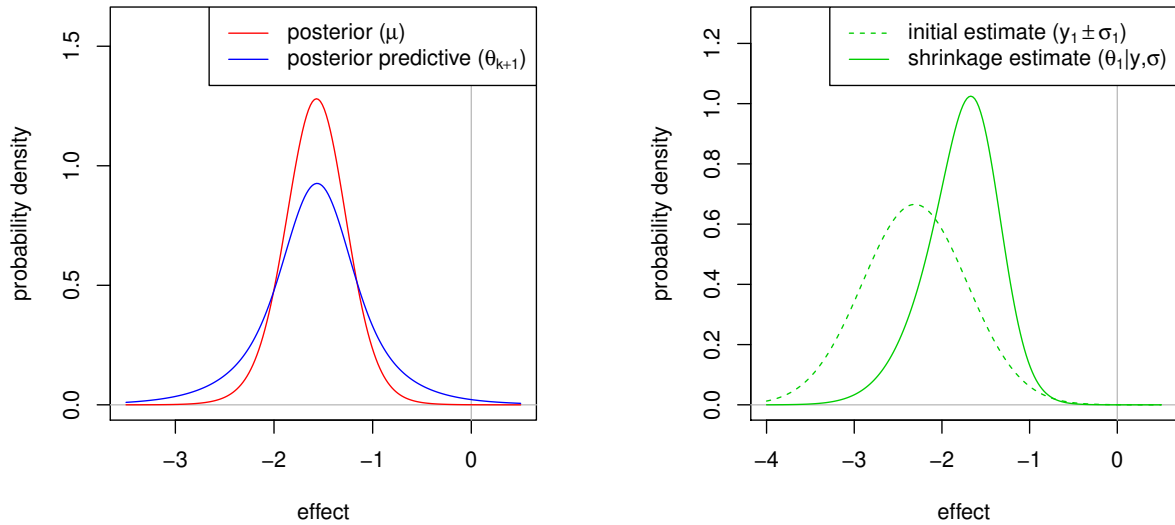 posterior (μ)
posterior predictive (θk+1)
probability density
0.0
0.5
1.0
1.5
−3
−2
−1
0
effect
initial estimate (y1 ± σ1)
shrinkage estimate (θ1|y,σ)
probability density
0.0
0.2
0.4
0.6
0.8
1.0
1.2
−4
−3
−2
−1
0
effect